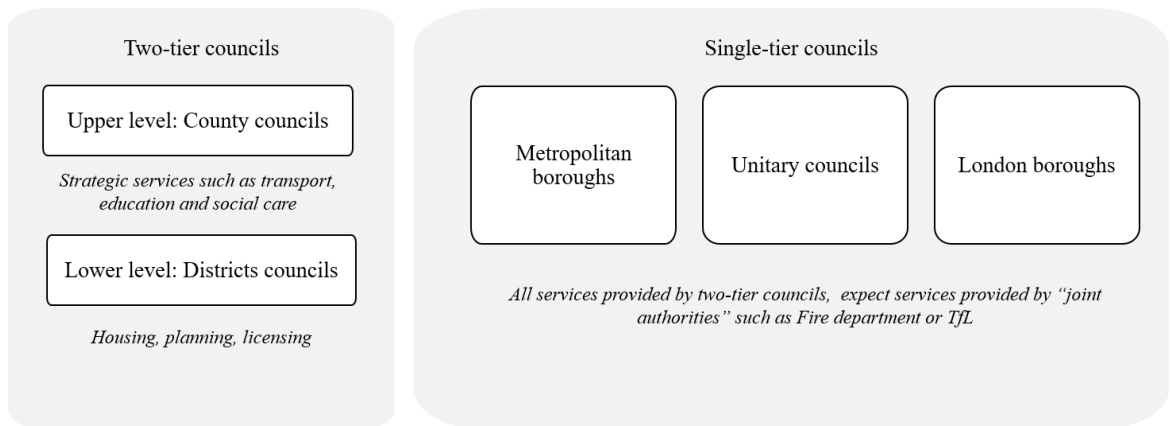 Two-tier councils
Upper level: County councils
Strategic services such as transport,
education and social care
Lower level: Districts councils
Housing, planning, licensing
Single-tier councils
Metropolitan
boroughs
Unitary councils
London boroughs
All services provided by two-tier councils,  expect services provided by “joint
authorities” such as Fire department or TfL